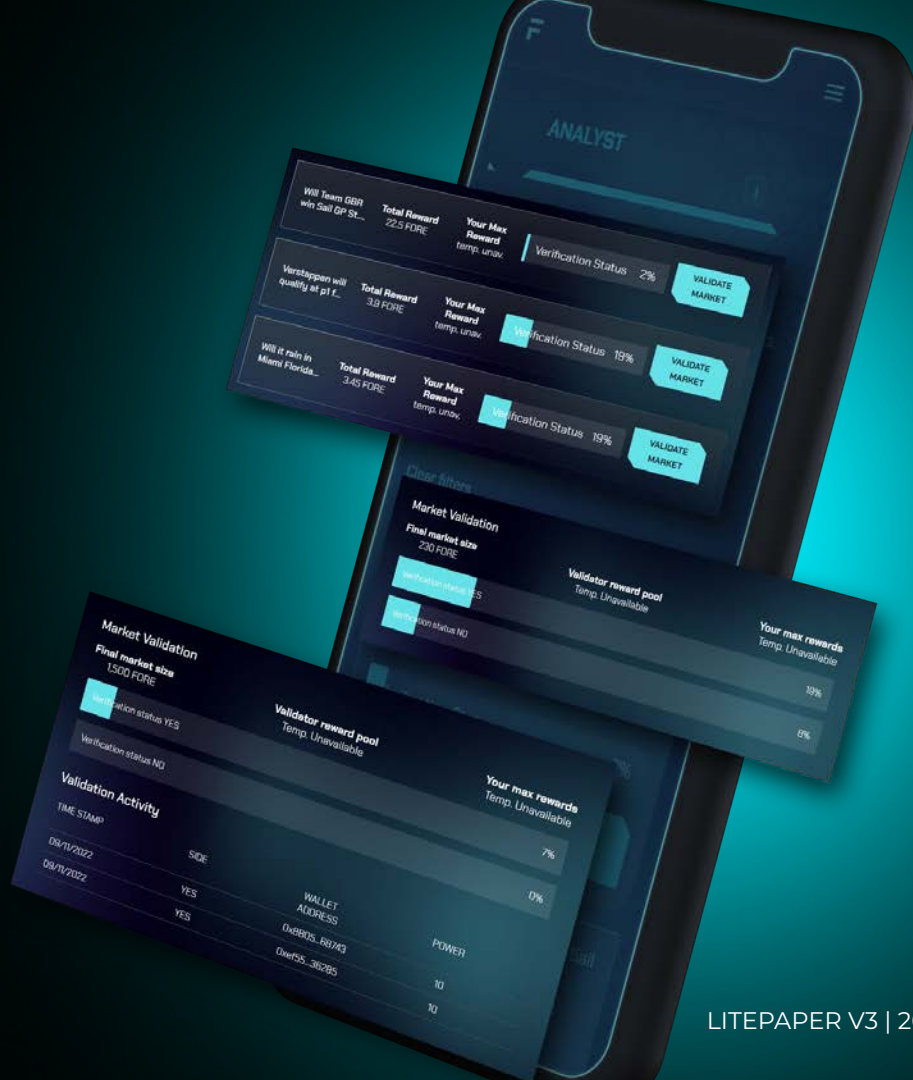 F
ANALYST
Will Team GBR
win Sail GP St...
Total Reward
22.5 FORE
Your Max
Reward
temp. unav.
Verification Status 2%
VALIDATE
MARKET
Verstappen will
qualify at p1 f...
Total Reward
3.9 FORE
Your Max
Reward
temp. unav.
Verification Status 19%
VALIDATE
MARKET
Will it rain in
Miami Florida...
Total Reward
3.45 FORE
Your Max
Reward
temp. unav.
Verification Status 19%
VALIDATE
MARKET
Clear filters
Market Validation
Final market size
230 FORE
Validator reward pool
Temp. Unavailable
Your max rewards
Temp. Unavailable
Verification status YES
19%
Verification status NO
8%
Market Validation
Final market size
1,500 FORE
Validator reward pool
Temp. Unavailable
Your max rewards
Temp. Unavailable
Verification status YES
7%
Verification status NO
0%
Validation Activity
TIME STAMP
SIDE
WALLET
ADDRESS
POWER
09/11/2022
YES
0xBB05...68743
10
09/11/2022
YES
0xef55...36285
10
LITEPAPER V3 | 20